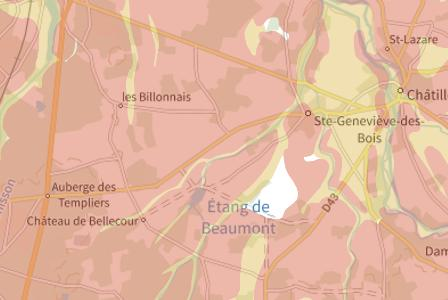 St-Lazare
les Billonnais
Châtill
Ste-Geneviève-des-
Bois
Auberge des
Templiers
Château de Bellecour
Étang de
Beaumont
D43
Dam